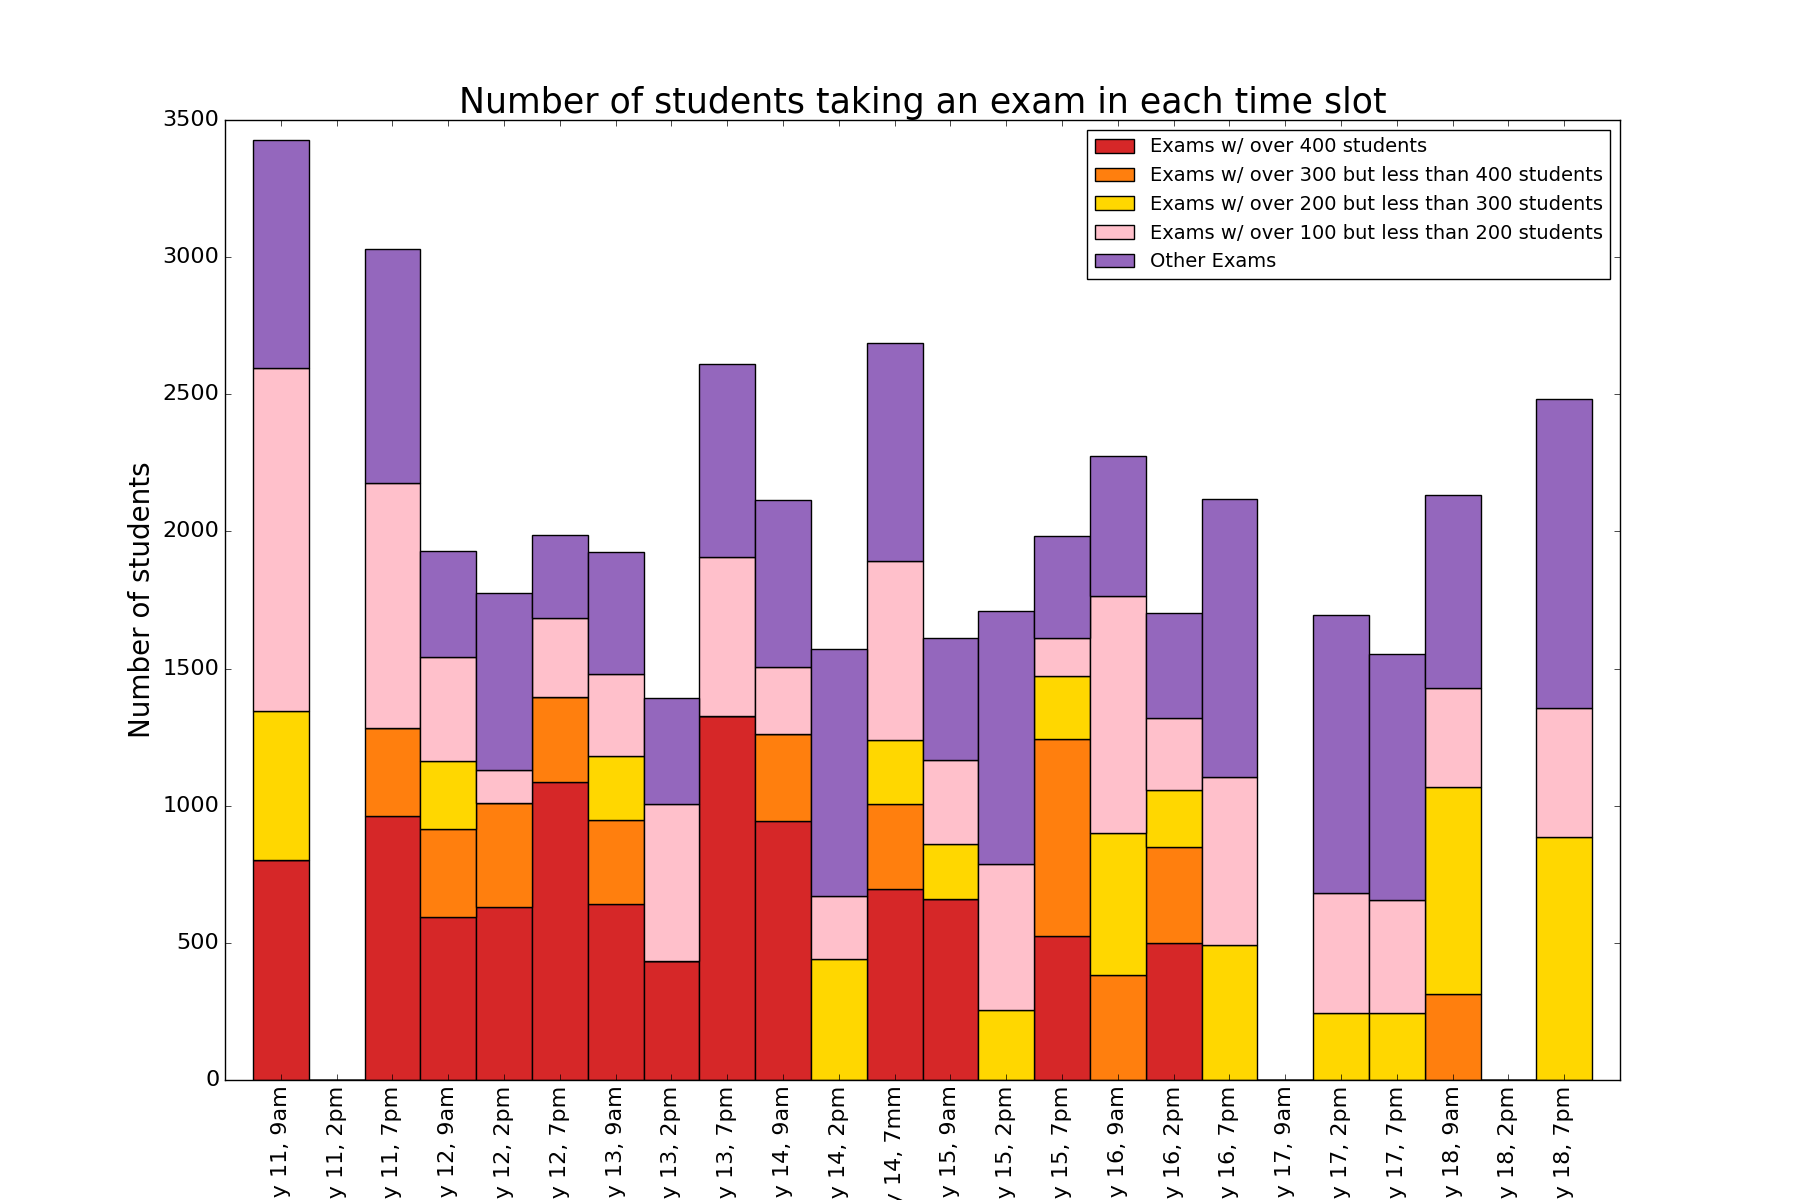 Number of students taking an exam in each time slot
Exams w/ over 400 students
Exams w/ over 300 but less than 400 students
Exams w/ over 200 but less than 300 students
Exams w/ over 100 but less than 200 students
Other Exams
Number of students
3500
3000
2500
2000
1500
1000
500
0
y 11, 9am
y 11, 2pm
y 11, 7pm
y 12, 9am
y 12, 2pm
y 12, 7pm
y 13, 9am
y 13, 2pm
y 13, 7pm
y 14, 9am
y 14, 2pm
y 14, 7mm
y 15, 9am
y 15, 2pm
y 15, 7pm
y 16, 9am
y 16, 2pm
y 16, 7pm
y 17, 9am
y 17, 2pm
y 17, 7pm
y 18, 9am
y 18, 2pm
y 18, 7pm